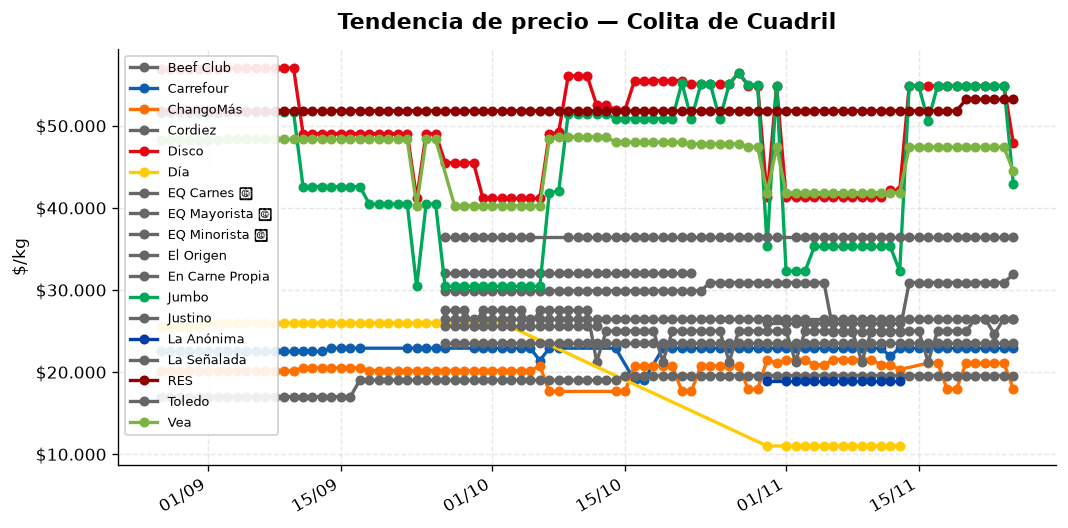 Tendencia de precio — Colita de Cuadril
$/kg
$50.000
$40.000
$30.000
$20.000
$10.000
Beef Club
Carrefour
ChangoMás
Cordiez
Disco
Día
EQ Carnes
EQ Mayorista
EQ Minorista
El Origen
En Carne Propia
Jumbo
Justino
La Anónima
La Señalada
RES
Toledo
Vea
01/09
15/09
01/10
15/10
01/11
15/11